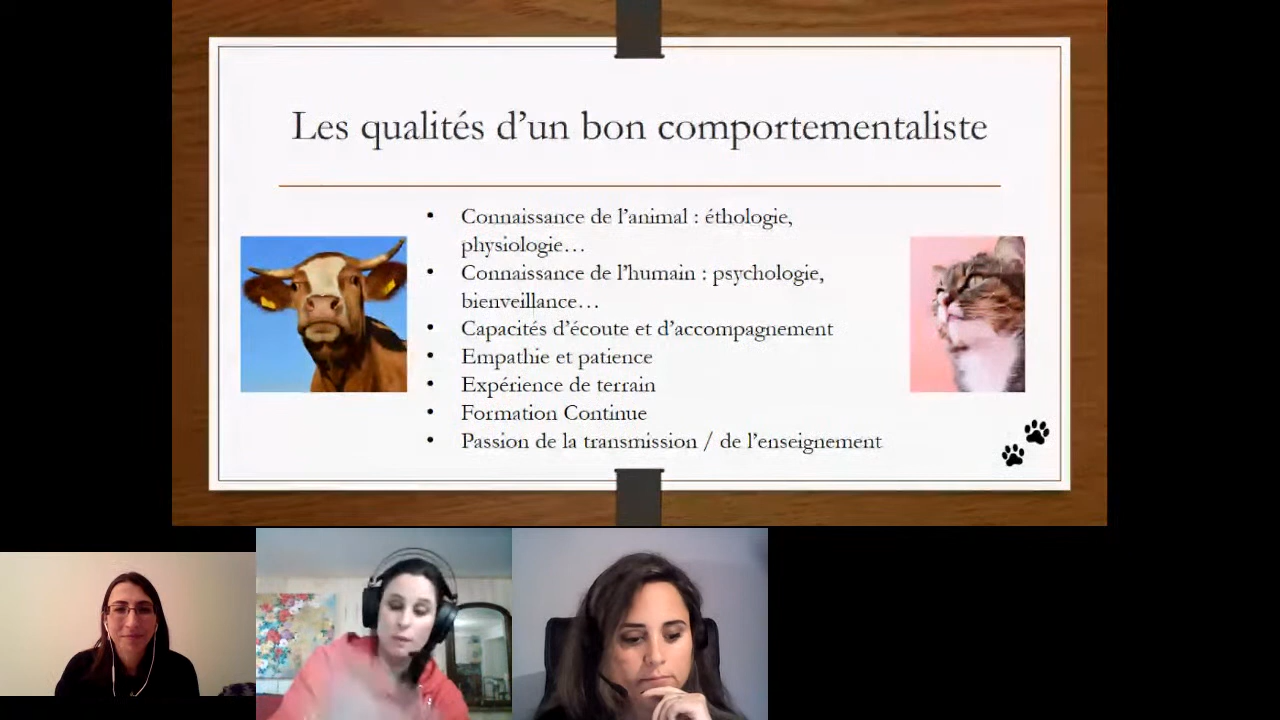 Les qualités d’un bon comportementaliste
• Connaissance de l’animal : éthologie,
physiologie…
• Connaissance de l’humain : psychologie,
bienveillance…
• Capacités d’écoute et d’accompagnement
• Empathie et patience
• Expérience de terrain
• Formation Continue
• Passion de la transmission / de l’enseignement